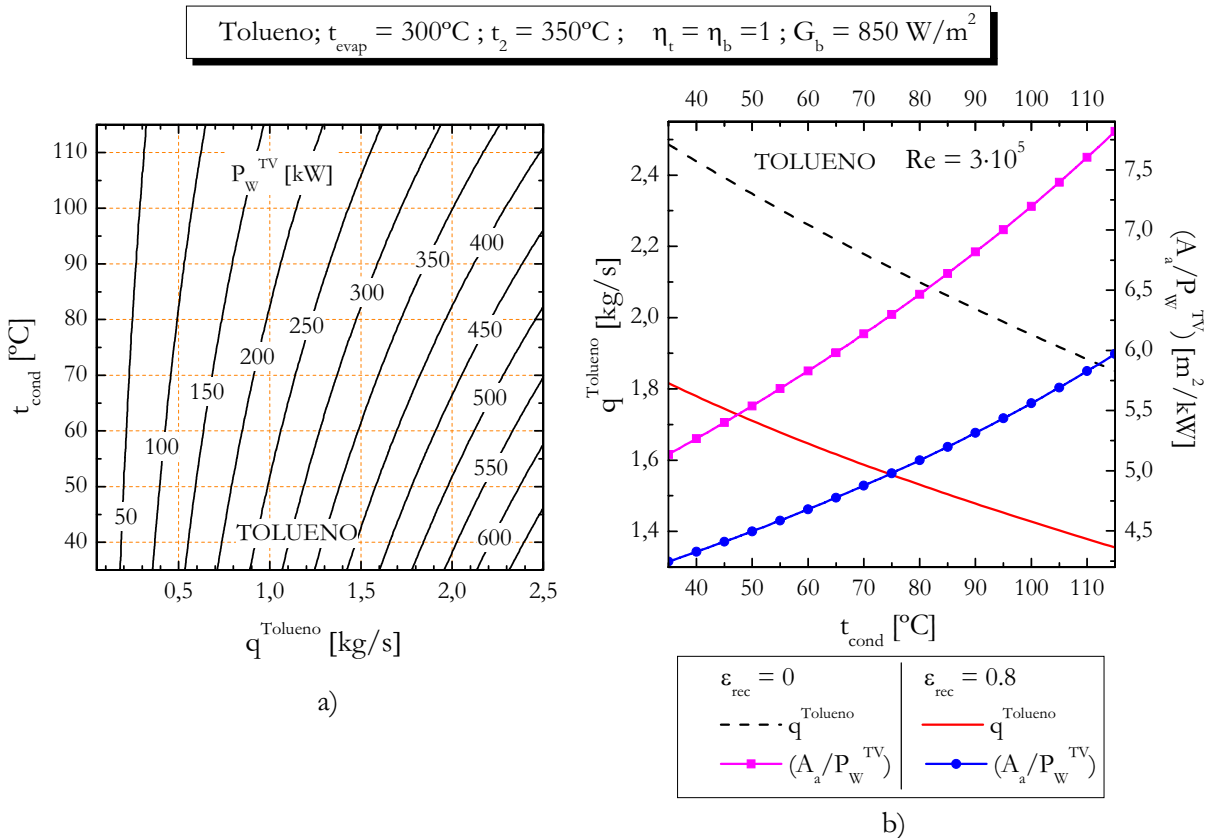 Tolueno; t_evap = 300ºC ; t_2 = 350ºC ; η_t = η_b =1 ; G_b = 850 W/m^2
110
100
90
80
70
60
50
40
t_cond [ºC]
P_W^TV [kW]
50
100
150
200
250
300
350
400
450
500
550
600
TOLUENO
0,5
1,0
1,5
2,0
2,5
q^Tolueno [kg/s]
a)
40 50 60 70 80 90 100 110
TOLUENO Re = 3·10^5
2,4
2,2
2,0
1,8
1,6
1,4
q^Tolueno [kg/s]
7,5
7,0
6,5
6,0
5,5
5,0
4,5
(A_a/P_W^TV) [m^2/kW]
40 50 60 70 80 90 100 110
t_cond [ºC]
ε_rec = 0 ε_rec = 0.8
q^Tolueno q^Tolueno
(A_a/P_W^TV) (A_a/P_W^TV)
b)